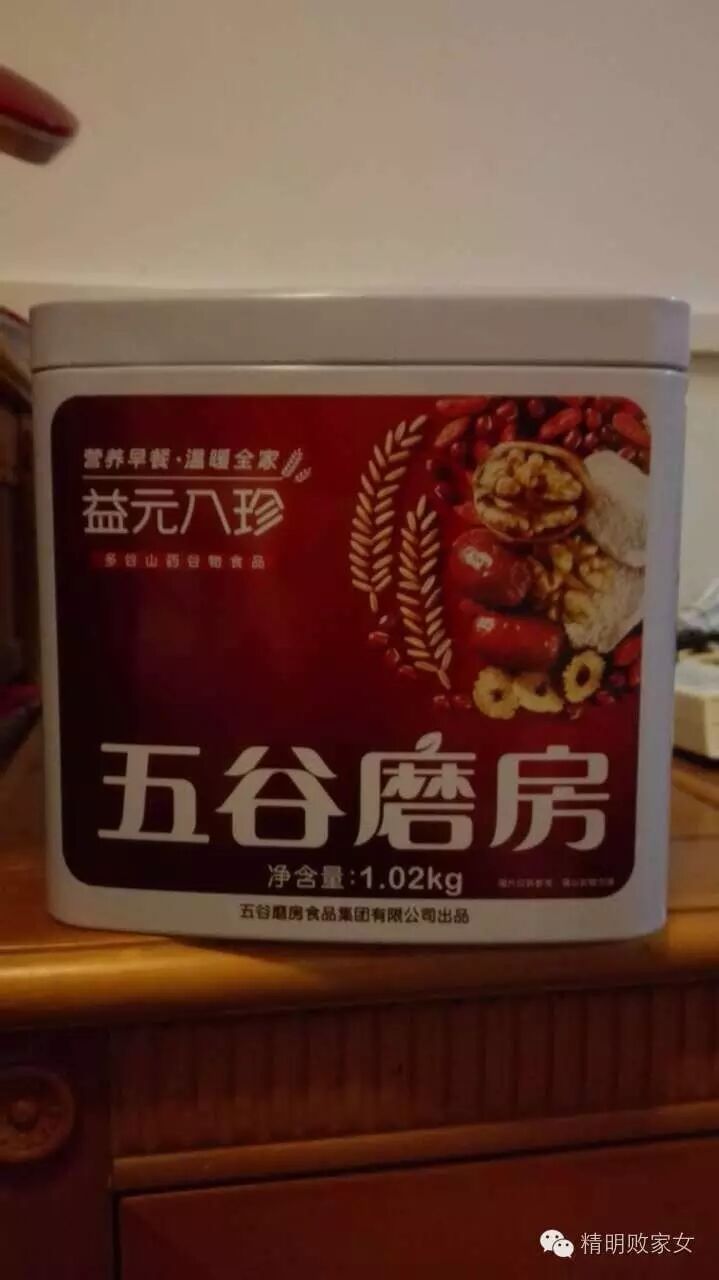 营养早餐·温暖全家
益元八珍
多谷山药谷物食品
五谷磨房
净含量:1.02kg
五谷磨房食品集团有限公司出品
精明败家女